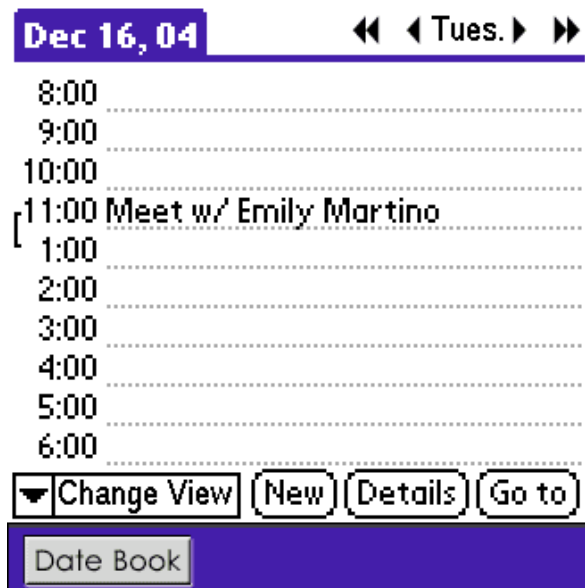 Dec 16, 04 Tues.
8:00
9:00
10:00
11:00 Meet w/ Emily Martino
1:00
2:00
3:00
4:00
5:00
6:00
Change View New Details Go to
Date Book